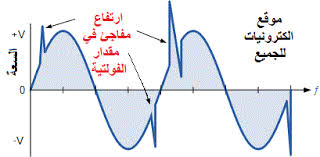 موقع
الكترونيات
للجميع
ارتفاع
مفاجئ في
مقدار
الفولتية
السعة
+V
0
-V
f